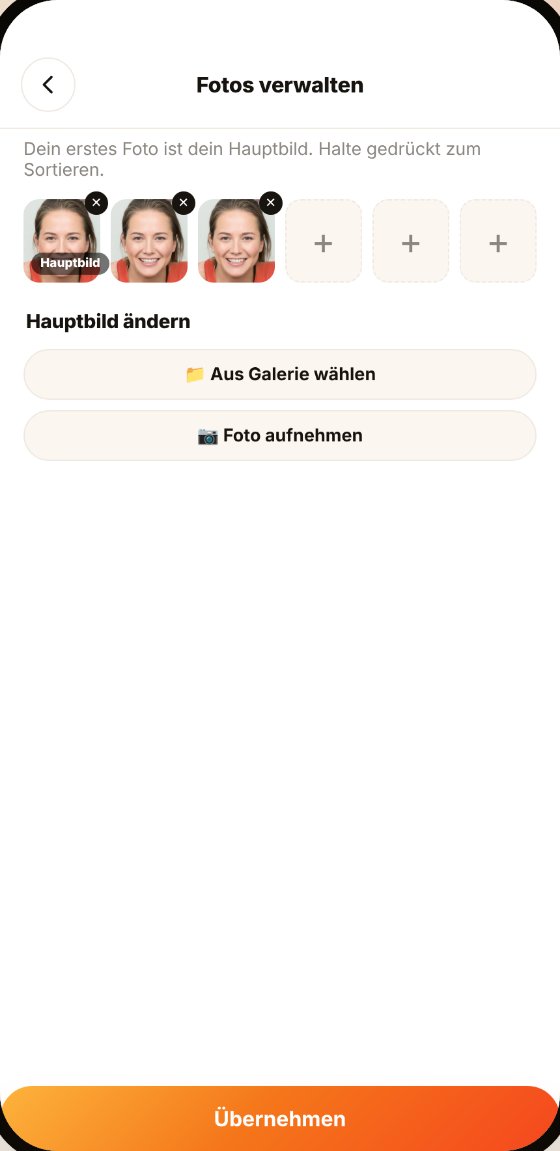 Fotos verwalten
Dein erstes Foto ist dein Hauptbild. Halte gedrückt zum
Sortieren.
Hauptbild
Hauptbild ändern
Aus Galerie wählen
Foto aufnehmen
Übernehmen